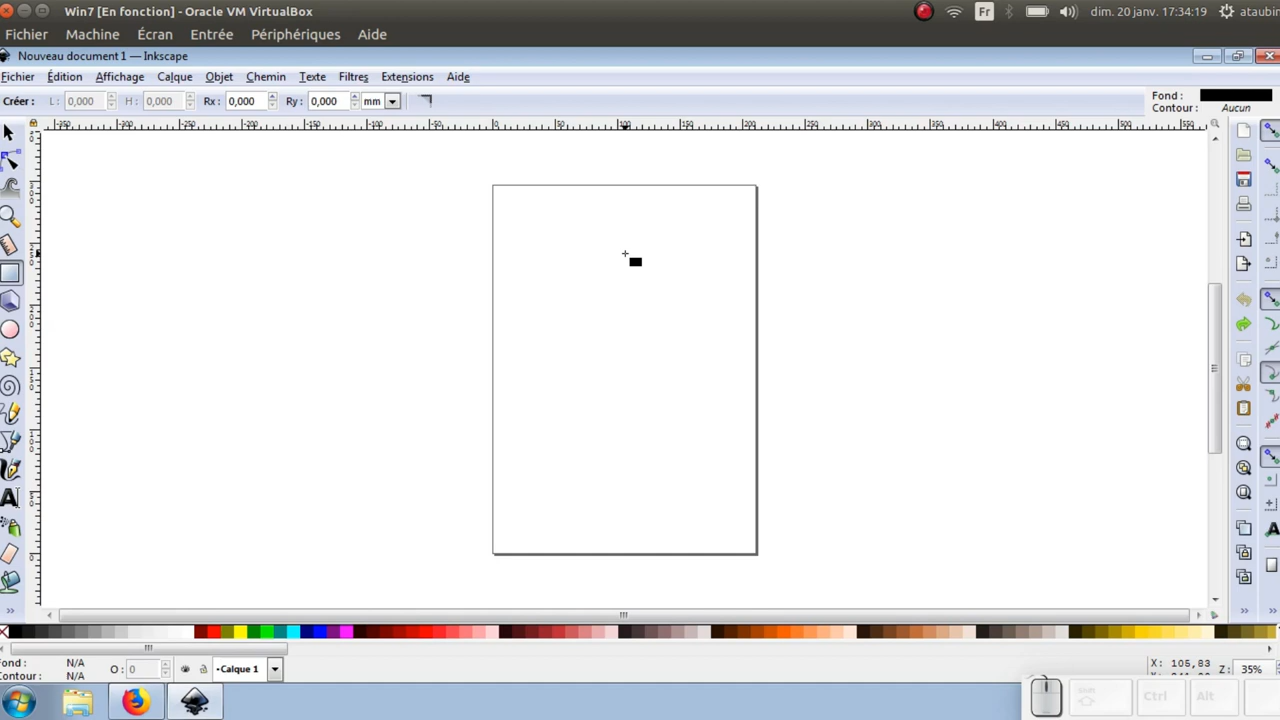 Win7 [En fonction] - Oracle VM VirtualBox
Fr
dim. 20 janv. 17:34:19
ataubin
Fichier Machine Écran Entrée Périphériques Aide
Nouveau document 1 — Inkscape
Fichier Édition Affichage Calque Objet Chemin Texte Filtres Extensions Aide
Créer : L : 0,000 H : 0,000 Rx : 0,000 Ry : 0,000 mm
Fond :
Contour : Aucun
Fond : N/A
Contour : N/A
O : 0
•Calque 1
X: 105,83
Z: 35%
Ctrl
Alt